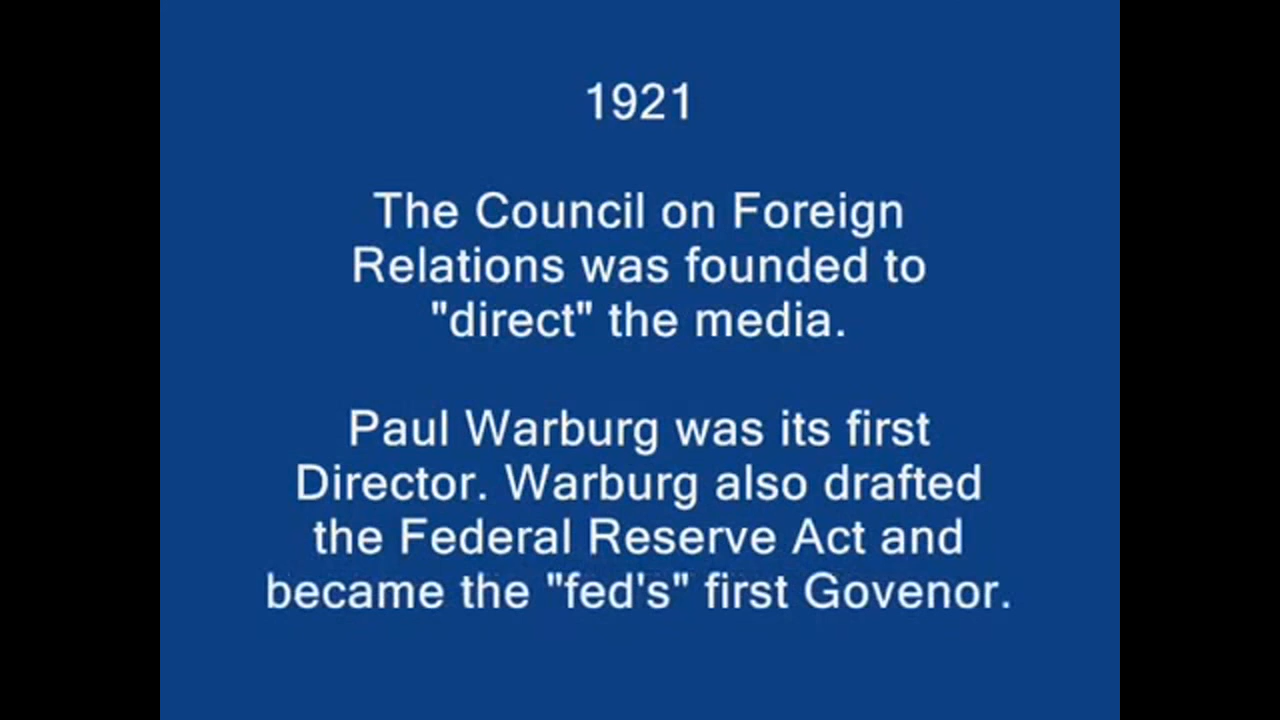 1921
The Council on Foreign
Relations was founded to
"direct" the media.
Paul Warburg was its first
Director. Warburg also drafted
the Federal Reserve Act and
became the "fed's" first Govenor.